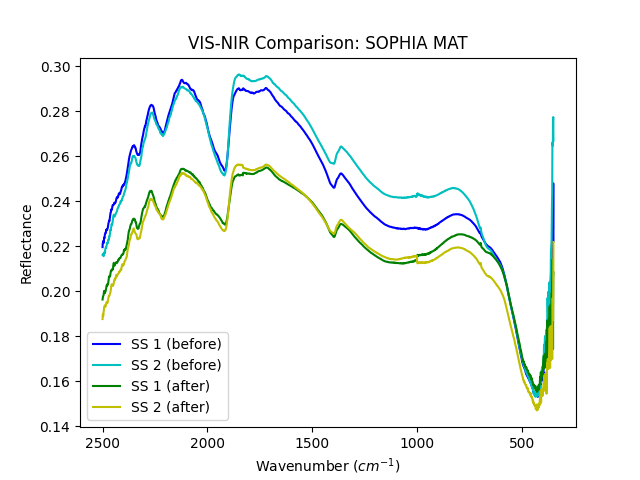 VIS-NIR Comparison: SOPHIA MAT
0.30
0.28
0.26
0.24
0.22
0.20
0.18
0.16
0.14
Reflectance
SS 1 (before)
SS 2 (before)
SS 1 (after)
SS 2 (after)
2500 2000 1500 1000 500
Wavenumber (cm⁻¹)